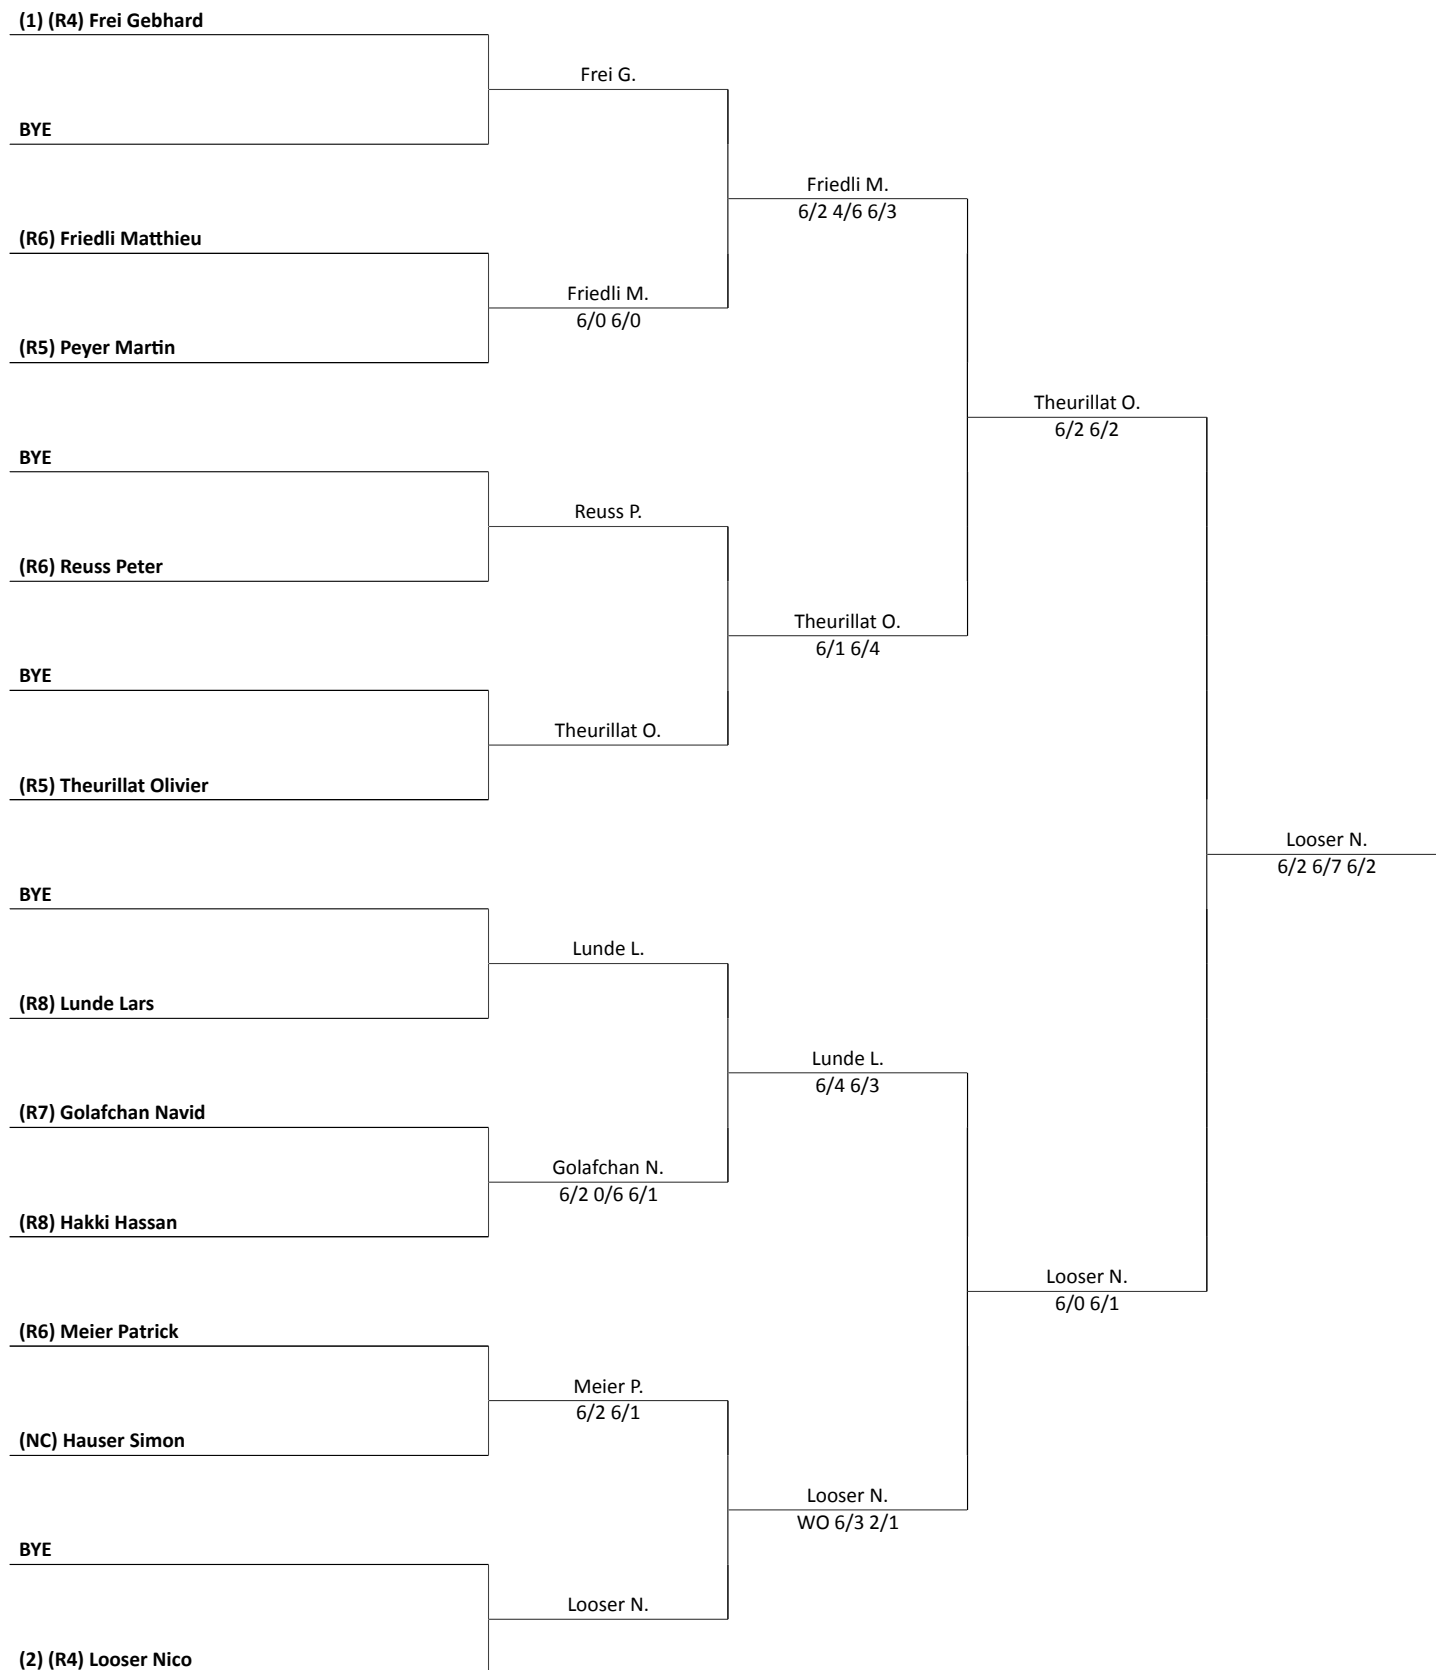 (1) (R4) Frei Gebhard
Frei G.
BYE
Friedli M.
6/2 4/6 6/3
(R6) Friedli Matthieu
Friedli M.
6/0 6/0
(R5) Peyer Martin
Theurillat O.
6/2 6/2
BYE
Reuss P.
(R6) Reuss Peter
Theurillat O.
6/1 6/4
BYE
Theurillat O.
(R5) Theurillat Olivier
Looser N.
6/2 6/7 6/2
BYE
Lunde L.
(R8) Lunde Lars
Lunde L.
6/4 6/3
(R7) Golafchan Navid
Golafchan N.
6/2 0/6 6/1
(R8) Hakki Hassan
Looser N.
6/0 6/1
(R6) Meier Patrick
Meier P.
6/2 6/1
(NC) Hauser Simon
Looser N.
WO 6/3 2/1
BYE
Looser N.
(2) (R4) Looser Nico